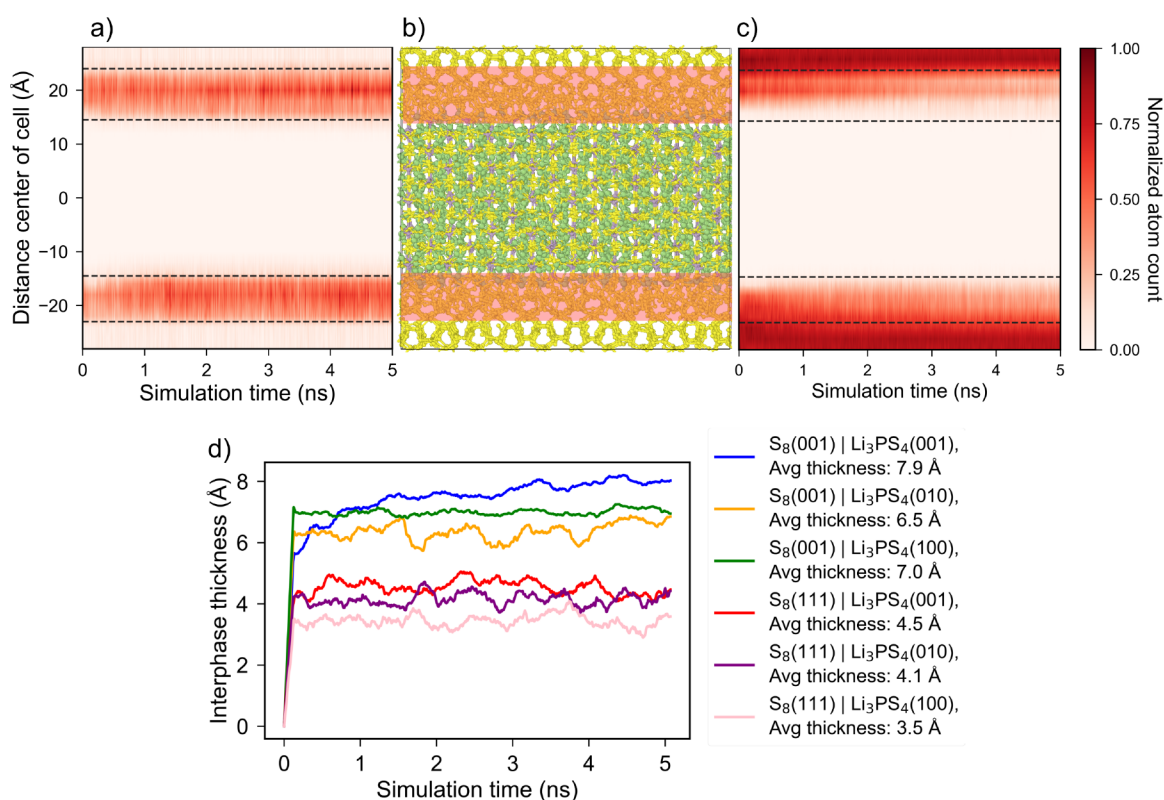 a)
b)
c)
Distance center of cell (Å)
20
10
0
−10
−20
0
1
2
3
4
5
Simulation time (ns)
0
1
2
3
4
5
Simulation time (ns)
1.00
0.75
0.50
0.25
0.00
Normalized atom count
d)
Interphase thickness (Å)
8
6
4
2
0
0
1
2
3
4
5
Simulation time (ns)
S₈(001) | Li₃PS₄(001),
Avg thickness: 7.9 Å
S₈(001) | Li₃PS₄(010),
Avg thickness: 6.5 Å
S₈(001) | Li₃PS₄(100),
Avg thickness: 7.0 Å
S₈(111) | Li₃PS₄(001),
Avg thickness: 4.5 Å
S₈(111) | Li₃PS₄(010),
Avg thickness: 4.1 Å
S₈(111) | Li₃PS₄(100),
Avg thickness: 3.5 Å